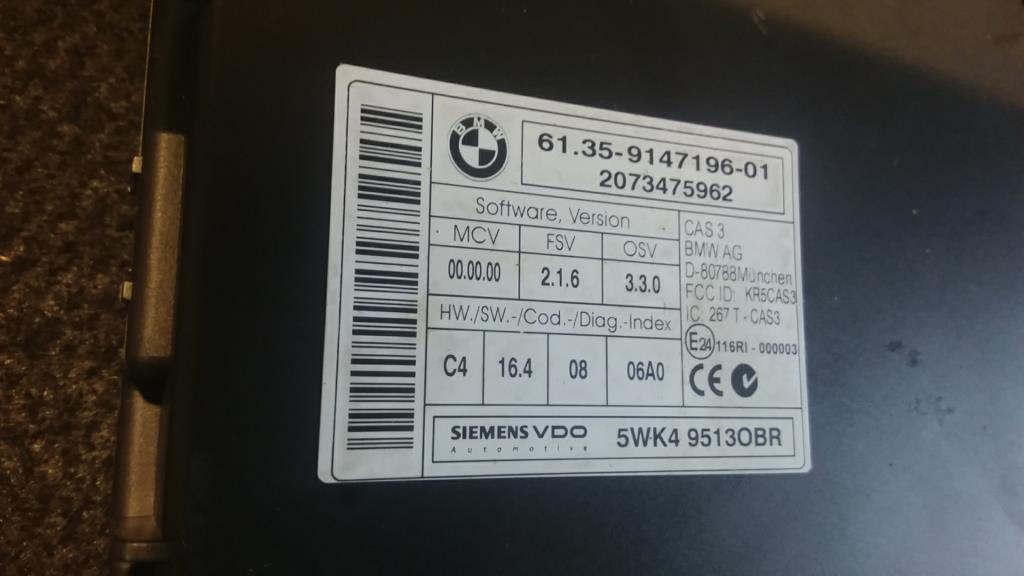 BMW
61.35-9147196-01
2073475962
Software, Version
MCV FSV OSV
00.00.00 2.1.6 3.3.0
HW./SW.-/Cod.-/Diag.-Index
C4 16.4 08 06A0
CAS 3
BMW AG
D-80788München
FCC ID: KR5CAS3
IC: 267 T - CAS3
E24 116RI - 000003
CE
SIEMENS VDO
Automotive
5WK4 9513OBR